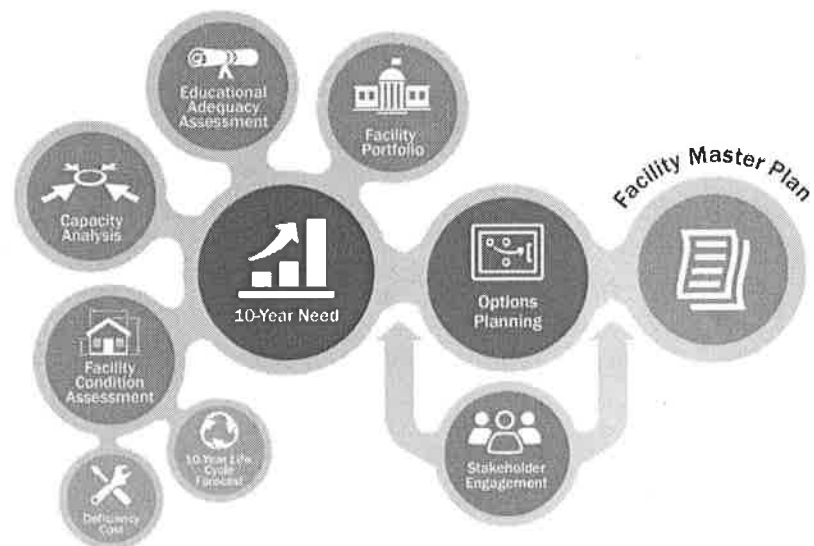 Educational
Adequacy
Assessment
Facility
Portfolio
Capacity
Analysis
10-Year Need
Options
Planning
Facility Master Plan
Facility
Condition
Assessment
10-Year Life
Cycle
Forecast
Deficiency
Cost
Stakeholder
Engagement